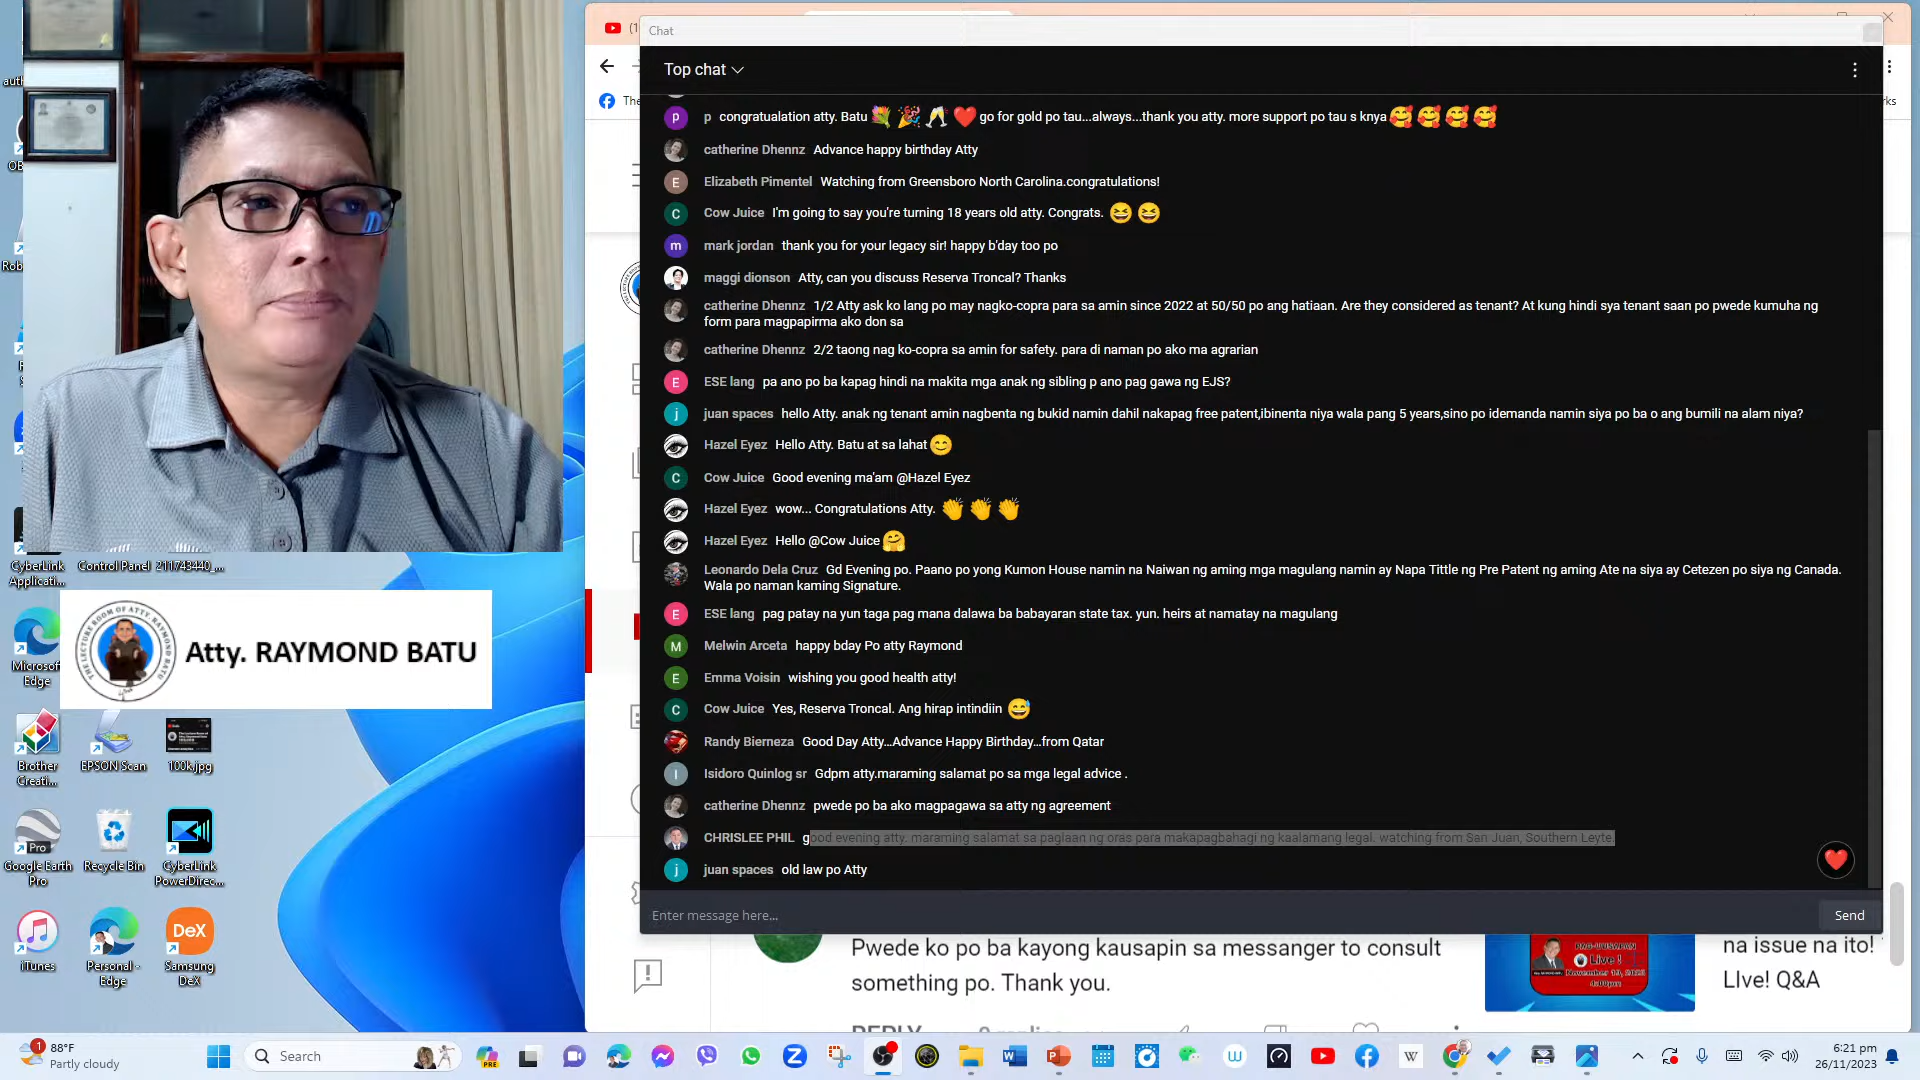 Chat
Top chat
p congratualation atty. Batu 💐 🎉 🥂 ❤️ go for gold po tau...always...thank you atty. more support po tau s knya 🥰 🥰 🥰 🥰
catherine Dhennz Advance happy birthday Atty
Elizabeth Pimentel Watching from Greensboro North Carolina.congratulations!
Cow Juice I'm going to say you're turning 18 years old atty. Congrats. 😆 😆
mark jordan thank you for your legacy sir! happy b'day too po
maggi dionson Atty, can you discuss Reserva Troncal? Thanks
catherine Dhennz 1/2 Atty ask ko lang po may nagko-copra para sa amin since 2022 at 50/50 po ang hatiaan. Are they considered as tenant? At kung hindi sya tenant saan po pwede kumuha ng
form para magpapirma ako don sa
catherine Dhennz 2/2 taong nag ko-copra sa amin for safety. para di naman po ako ma agrarian
ESE lang pa ano po ba kapag hindi na makita mga anak ng sibling p ano pag gawa ng EJS?
juan spaces hello Atty. anak ng tenant amin nagbenta ng bukid namin dahil nakapag free patent,ibinenta niya wala pang 5 years,sino po idemanda namin siya po ba o ang bumili na alam niya?
Hazel Eyez Hello Atty. Batu at sa lahat 😊
Cow Juice Good evening ma'am @Hazel Eyez
Hazel Eyez wow... Congratulations Atty. 👏 👏 👏
Hazel Eyez Hello @Cow Juice 🤗
Leonardo Dela Cruz Gd Evening po. Paano po yong Kumon House namin na Naiwan ng aming mga magulang namin ay Napa Tittle ng Pre Patent ng aming Ate na siya ay Cetezen po siya ng Canada.
Wala po naman kaming Signature.
ESE lang pag patay na yun taga pag mana dalawa ba babayaran state tax. yun. heirs at namatay na magulang
Melwin Arceta happy bday Po atty Raymond
Emma Voisin wishing you good health atty!
Cow Juice Yes, Reserva Troncal. Ang hirap intindiin 😅
Randy Bierneza Good Day Atty...Advance Happy Birthday...from Qatar
Isidoro Quinlog sr Gdpm atty.maraming salamat po sa mga legal advice .
catherine Dhennz pwede po ba ako magpagawa sa atty ng agreement
CHRISLEE PHIL good evening atty. maraming salamat sa paglaan ng oras para makapagbahagi ng kaalamang legal. watching from San Juan, Southern Leyte.
juan spaces old law po Atty
Enter message here...
Send
Pwede ko po ba kayong kausapin sa messanger to consult
something po. Thank you.
Live !
November 19, 2023
na issue na ito!
LIve! Q&A
Atty. RAYMOND BATU
CyberLink
Applicati...
Control Panel
211743440_...
Microsoft
Edge
Brother
Creati...
EPSON Scan
100k.jpg
Google Earth
Pro
Recycle Bin
CyberLink
PowerDirec...
iTunes
Personal -
Edge
DeX
Samsung
DeX
88°F
Partly cloudy
Search
6:21 pm
26/11/2023